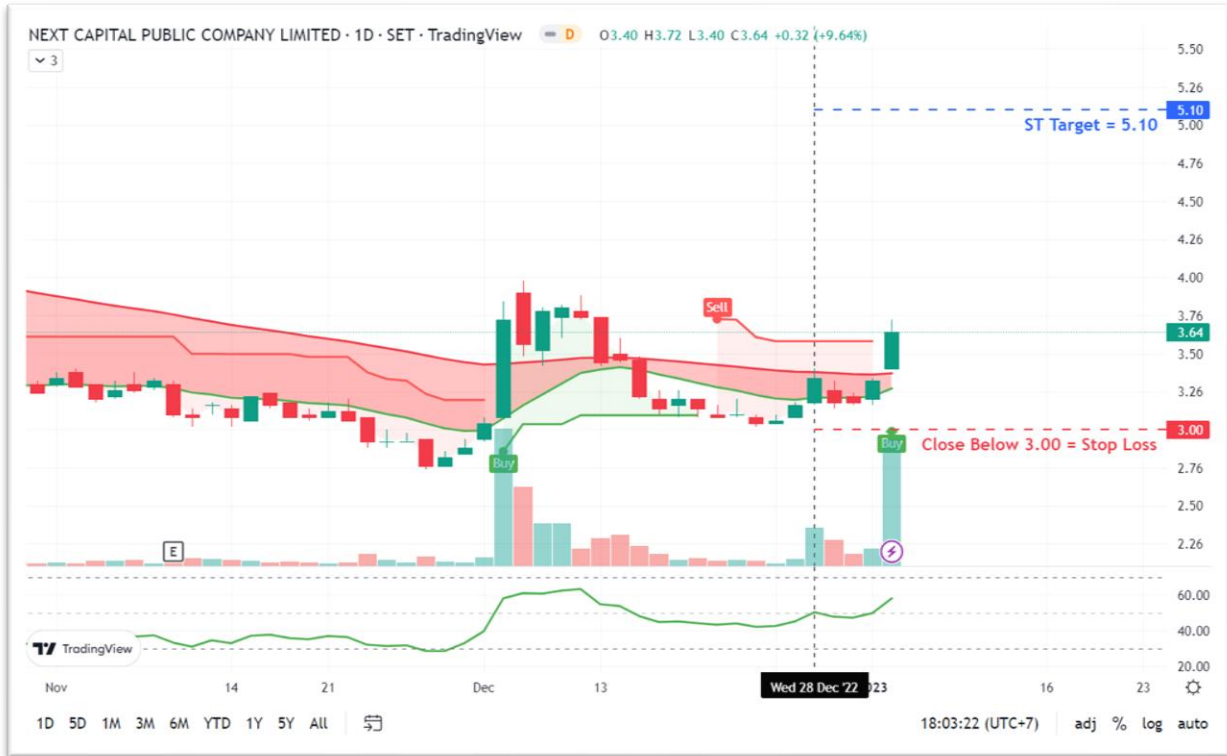 NEXT CAPITAL PUBLIC COMPANY LIMITED · 1D · SET · TradingView D O3.40 H3.72 L3.40 C3.64 +0.32 (+9.64%)
3
5.50
5.26
5.10
ST Target = 5.10
5.00
4.76
4.50
4.26
4.00
Sell
3.76
3.64
3.50
3.26
3.00
Buy
Close Below 3.00 = Stop Loss
Buy
2.76
2.50
E
2.26
60.00
40.00
TradingView
20.00
Nov 14 21 Dec 13 Wed 28 Dec '22 023 16 23
1D 5D 1M 3M 6M YTD 1Y 5Y All 18:03:22 (UTC+7) adj % log auto